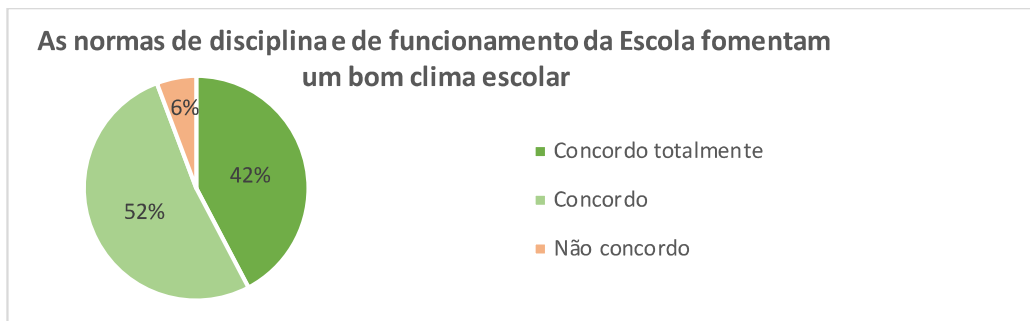 As normas de disciplina e de funcionamento da Escola fomentam
um bom clima escolar
6%
42%
52%
Concordo totalmente
Concordo
Não concordo